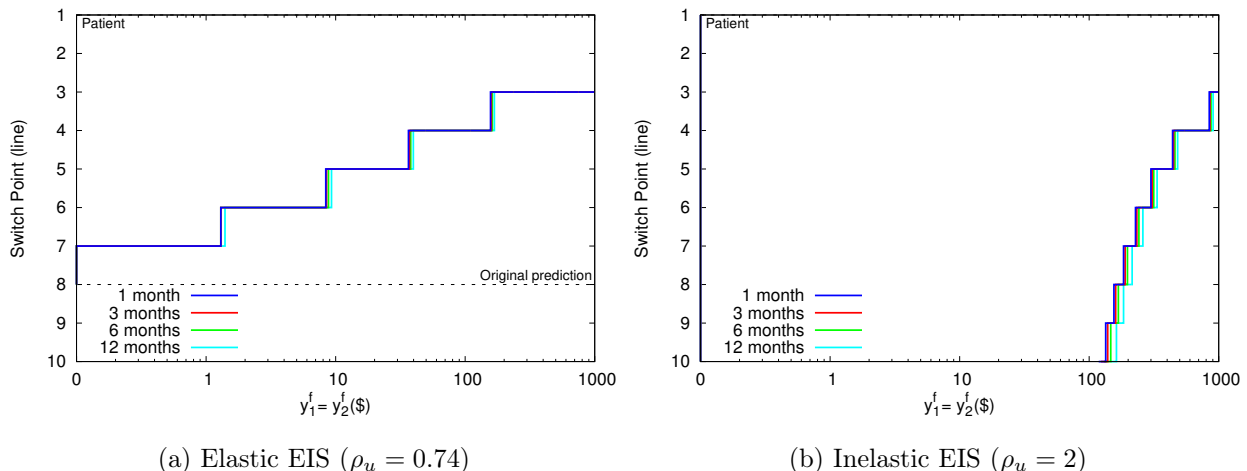 Switch Point (line)
1
2
3
4
5
6
7
8
9
10
Patient
Original prediction
1 month
3 months
6 months
12 months
0 1 10 100 1000
y₁ᶠ = y₂ᶠ($)
(a) Elastic EIS (ρᵤ = 0.74)
Switch Point (line)
1
2
3
4
5
6
7
8
9
10
Patient
1 month
3 months
6 months
12 months
0 1 10 100 1000
y₁ᶠ = y₂ᶠ($)
(b) Inelastic EIS (ρᵤ = 2)